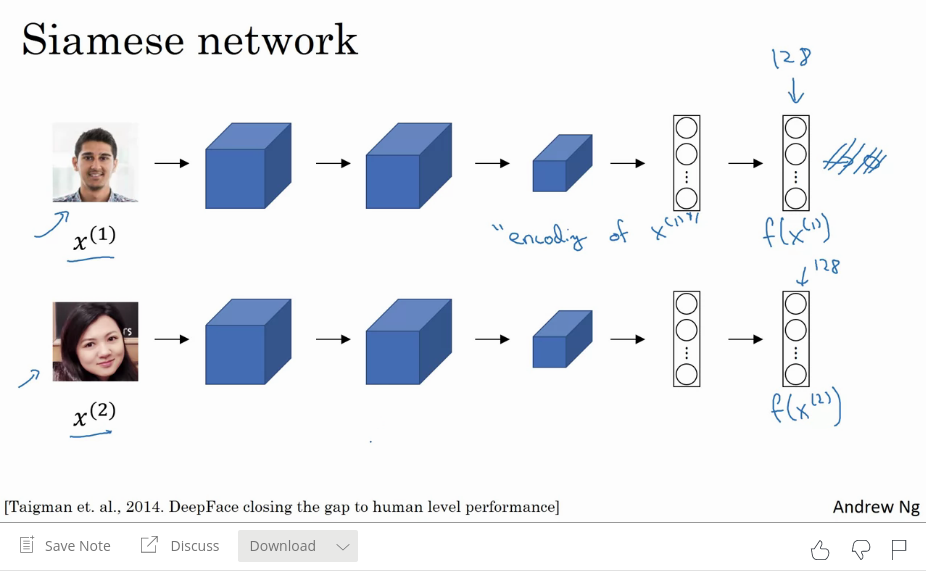 Siamese network
128
x(1)
"encoding of x(1)"
f(x(1))
128
rs
x(2)
f(x(2))
[Taigman et. al., 2014. DeepFace closing the gap to human level performance]
Andrew Ng
Save Note
Discuss
Download